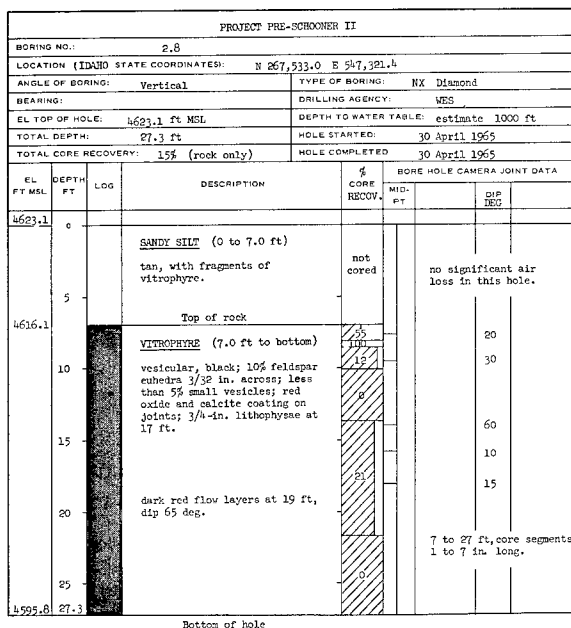 PROJECT PRE-SCHOONER II
BORING NO.: 2.8
LOCATION (IDAHO STATE COORDINATES): N 267,533.0 E 547,321.4
ANGLE OF BORING: Vertical TYPE OF BORING: NX Diamond
BEARING: DRILLING AGENCY: WES
EL TOP OF HOLE: 4623.1 ft MSL DEPTH TO WATER TABLE: estimate 1000 ft
TOTAL DEPTH: 27.3 ft HOLE STARTED: 30 April 1965
TOTAL CORE RECOVERY: 15% (rock only) HOLE COMPLETED 30 April 1965
EL FT MSL DEPTH FT LOG DESCRIPTION % CORE RECOV. BORE HOLE CAMERA JOINT DATA
MID-PT DIP DEG
4623.1 0
SANDY SILT (0 to 7.0 ft)
tan, with fragments of
vitrophyre.
not
cored
no significant air
loss in this hole.
5
Top of rock
4616.1
VITROPHYRE (7.0 ft to bottom)
55 20
100
vesicular, black; 10% feldspar
12 30
10
euhedra 3/32 in. across; less
than 5% small vesicles; red
0
oxide and calcite coating on
joints; 3/4-in. lithophysae at
17 ft.
60
15
10
21 15
dark red flow layers at 19 ft,
dip 65 deg.
20
7 to 27 ft, core segments
1 to 7 in. long.
0
25
4595.8 27.3
Bottom of hole